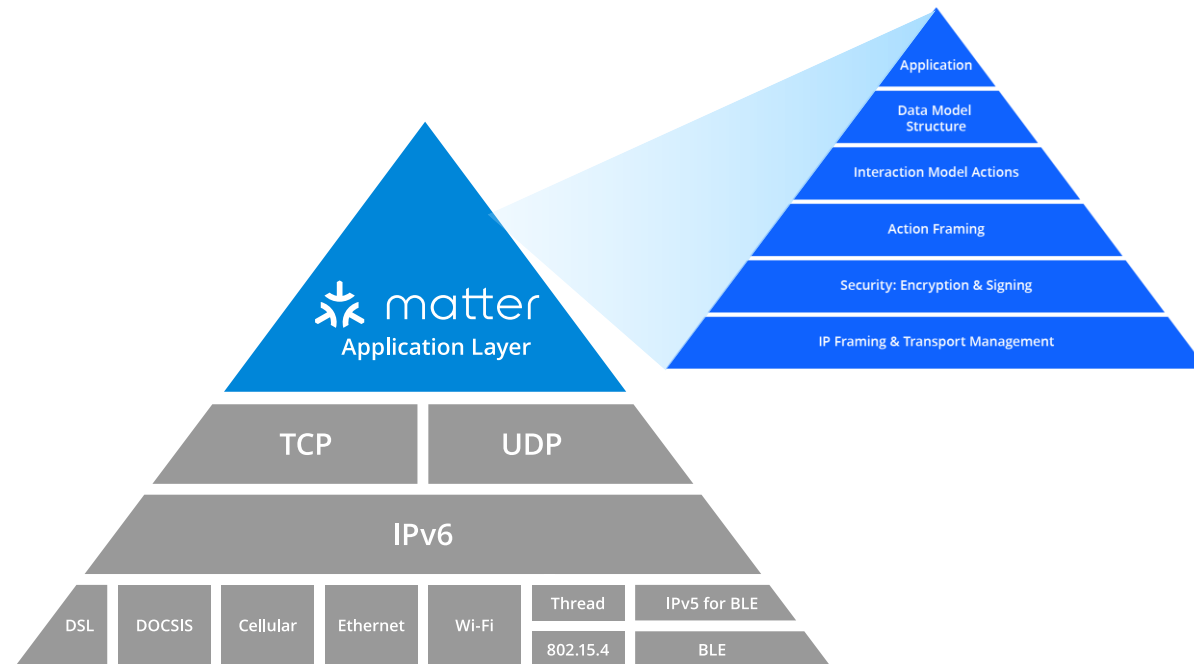 Application
Data Model
Structure
Interaction Model Actions
Action Framing
Security: Encryption & Signing
IP Framing & Transport Management
matter
Application Layer
TCP
UDP
IPv6
DSL
DOCSIS
Cellular
Ethernet
Wi-Fi
Thread
802.15.4
IPv5 for BLE
BLE